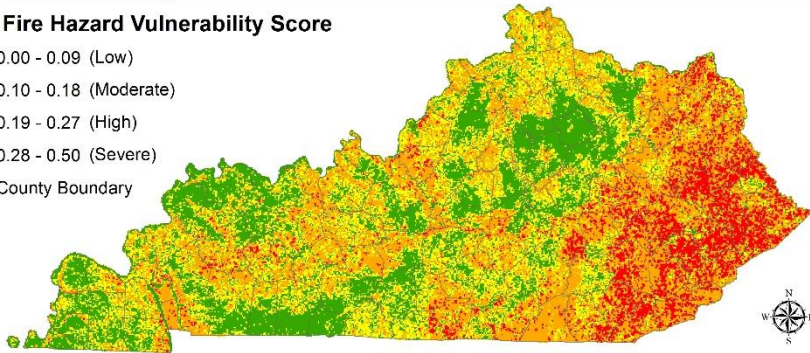 Fire Hazard Vulnerability Score
0.00 - 0.09 (Low)
0.10 - 0.18 (Moderate)
0.19 - 0.27 (High)
0.28 - 0.50 (Severe)
County Boundary
N
W
S